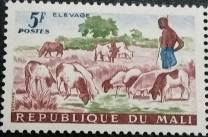 5F
ELEVAGE
POSTES
REPUBLIQUE DU MALI